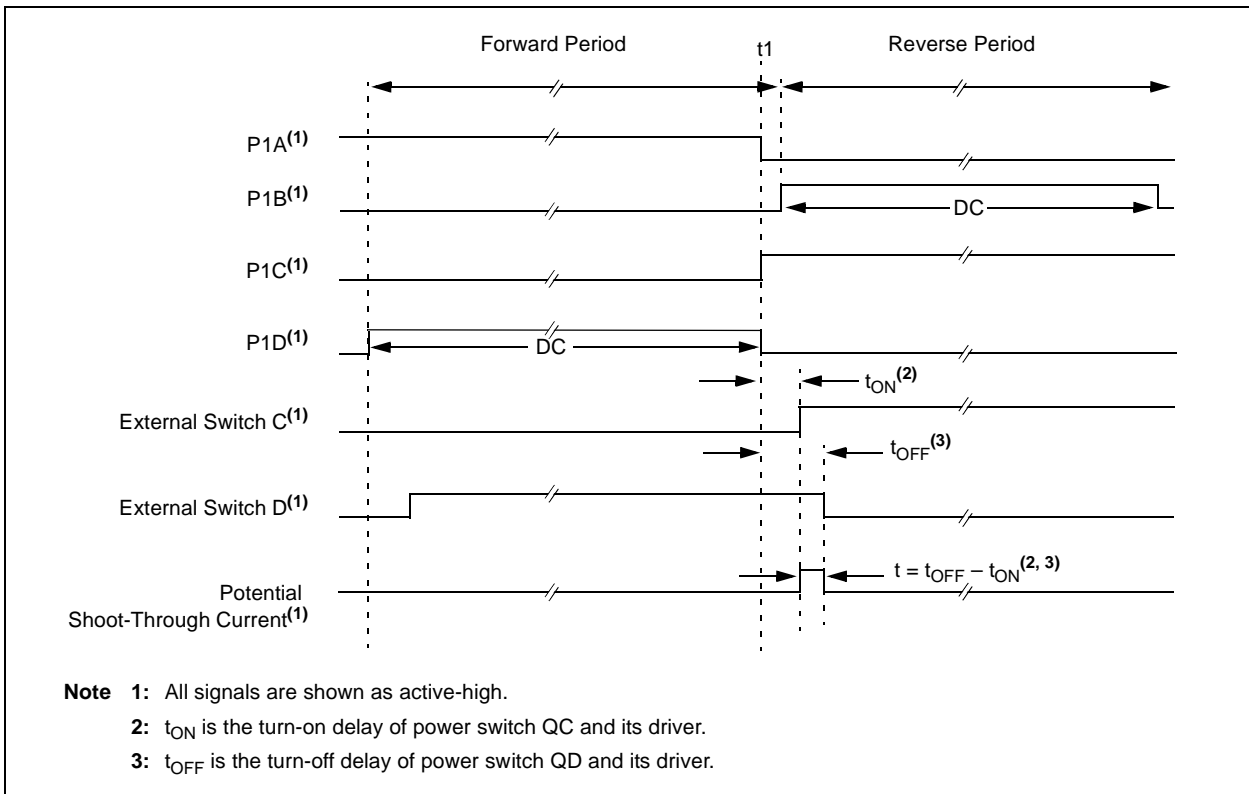 Forward Period
t1
Reverse Period
P1A(1)
P1B(1)
DC
P1C(1)
P1D(1)
DC
tON(2)
External Switch C(1)
tOFF(3)
External Switch D(1)
t = tOFF – tON(2, 3)
Potential
Shoot-Through Current(1)
Note 1: All signals are shown as active-high.
2: tON is the turn-on delay of power switch QC and its driver.
3: tOFF is the turn-off delay of power switch QD and its driver.